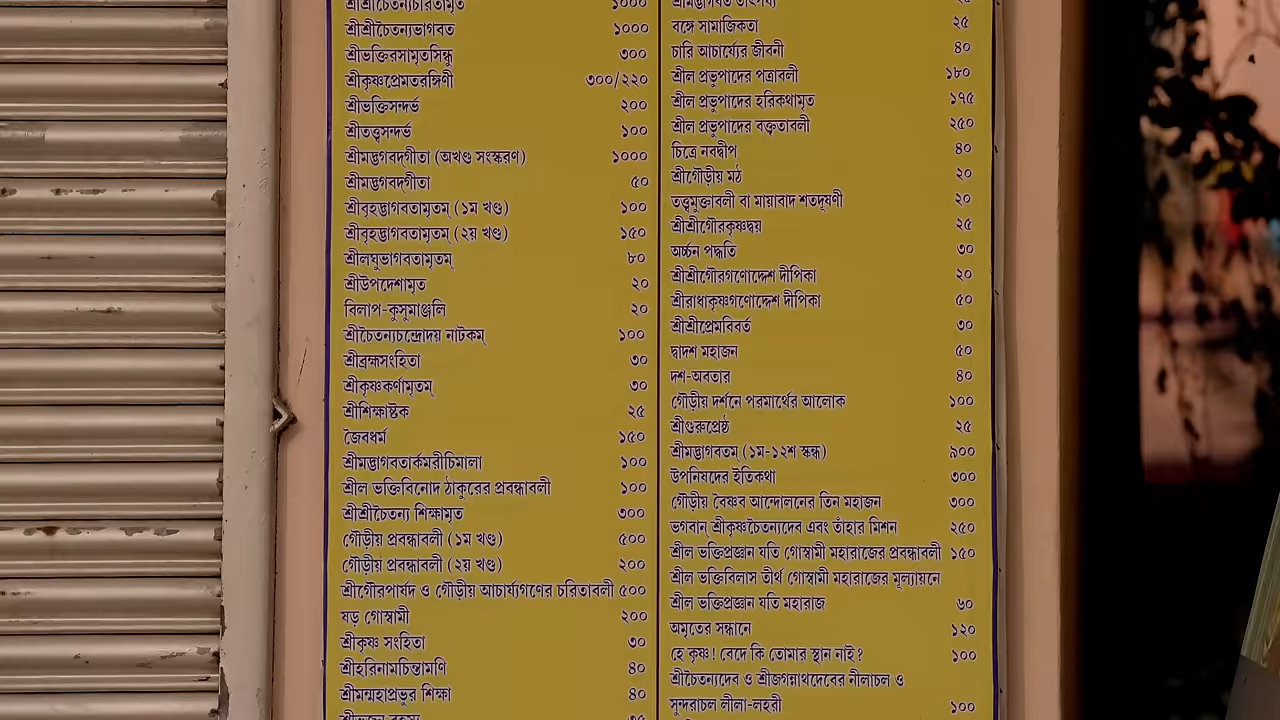 শ্রীশ্রীচৈতন্যচরিতামৃত ১০০০
শ্রীশ্রীচৈতন্যভাগবত ১০০০
শ্রীভক্তিরসামৃতসিন্ধু ৩০০
শ্রীকৃষ্ণপ্রেমতরঙ্গিণী ৩০০/২২০
শ্রীভক্তিসন্দর্ভ ২০০
শ্রীতত্ত্বসন্দর্ভ ১০০
শ্রীমদ্ভগবদ্গীতা (অখণ্ড সংস্করণ) ১০০০
শ্রীমদ্ভগবদ্গীতা ৫০
শ্রীবৃহদ্ভাগবতামৃতম্ (১ম খণ্ড) ১০০
শ্রীবৃহদ্ভাগবতামৃতম্ (২য় খণ্ড) ১৫০
শ্রীলঘুভাগবতামৃতম্ ৮০
শ্রীউপদেশামৃত ২০
বিলাপ-কুসুমাঞ্জলি ২০
শ্রীচৈতন্যচন্দ্রোদয় নাটকম্ ১০০
শ্রীব্রহ্মসংহিতা ৩০
শ্রীকৃষ্ণকর্ণামৃতম্ ৩০
শ্রীশিক্ষাষ্টক ২৫
জৈবধর্ম ১৫০
শ্রীমদ্ভাগবতার্কমরীচিমালা ১০০
শ্রীল ভক্তিবিনোদ ঠাকুরের প্রবন্ধাবলী ১০০
শ্রীশ্রীচৈতন্য শিক্ষামৃত ৩০০
গৌড়ীয় প্রবন্ধাবলী (১ম খণ্ড) ৫০০
গৌড়ীয় প্রবন্ধাবলী (২য় খণ্ড) ২০০
শ্রীগৌরপার্ষদ ও গৌড়ীয় আচার্য্যগণের চরিতাবলী ৫০০
ষড় গোস্বামী ২০০
শ্রীকৃষ্ণ সংহিতা ৩০
শ্রীহরিনামচিন্তামণি ৪০
শ্রীমন্মহাপ্রভুর শিক্ষা ৪০
বঙ্গে সামাজিকতা ২৫
চারি আচার্য্যের জীবনী ৪০
শ্রীল প্রভুপাদের পত্রাবলী ১৮০
শ্রীল প্রভুপাদের হরিকথামৃত ১৭৫
শ্রীল প্রভুপাদের বক্তৃতাবলী ২৫০
চিত্রে নবদ্বীপ ৪০
শ্রীগৌড়ীয় মঠ ২০
তত্ত্বমুক্তাবলী বা মায়াবাদ শতদূষণী ২০
শ্রীশ্রীগৌরকৃষ্ণদ্বয় ২৫
অর্চ্চন পদ্ধতি ৩০
শ্রীশ্রীগৌরগণোদ্দেশ দীপিকা ২০
শ্রীরাধাকৃষ্ণগণোদ্দেশ দীপিকা ৫০
শ্রীশ্রীপ্রেমবিবর্ত ৩০
দ্বাদশ মহাজন ৫০
দশ-অবতার ৪০
গৌড়ীয় দর্শনে পরমার্থের আলোক ১০০
শ্রীগুরুপ্রেষ্ঠ ২৫
শ্রীমদ্ভাগবতম্ (১ম-১২শ স্কন্ধ) ৯০০
উপনিষদের ইতিকথা ৩০০
গৌড়ীয় বৈষ্ণব আন্দোলনের তিন মহাজন ৩০০
ভগবান্ শ্রীকৃষ্ণচৈতন্যদেব এবং তাঁহার মিশন ২৫০
শ্রীল ভক্তিপ্রজ্ঞান যতি গোস্বামী মহারাজের প্রবন্ধাবলী ১৫০
শ্রীল ভক্তিবিলাস তীর্থ গোস্বামী মহারাজের মূল্যায়নে
শ্রীল ভক্তিপ্রজ্ঞান যতি মহারাজ ৬০
অমৃতের সন্ধানে ১২০
হে কৃষ্ণ! বেদে কি তোমার স্থান নাই? ১০০
শ্রীচৈতন্যদেব ও শ্রীজগন্নাথদেবের নীলাচল ও
সুন্দরাচল লীলা-লহরী ১০০